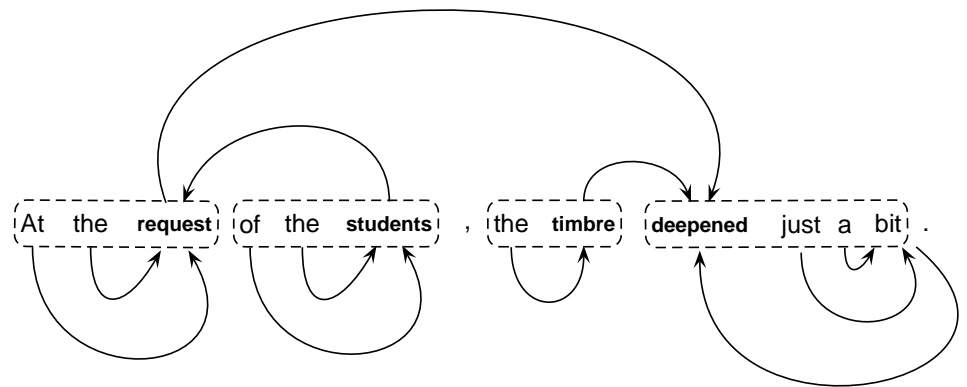 At the request of the students , the timbre deepened just a bit .